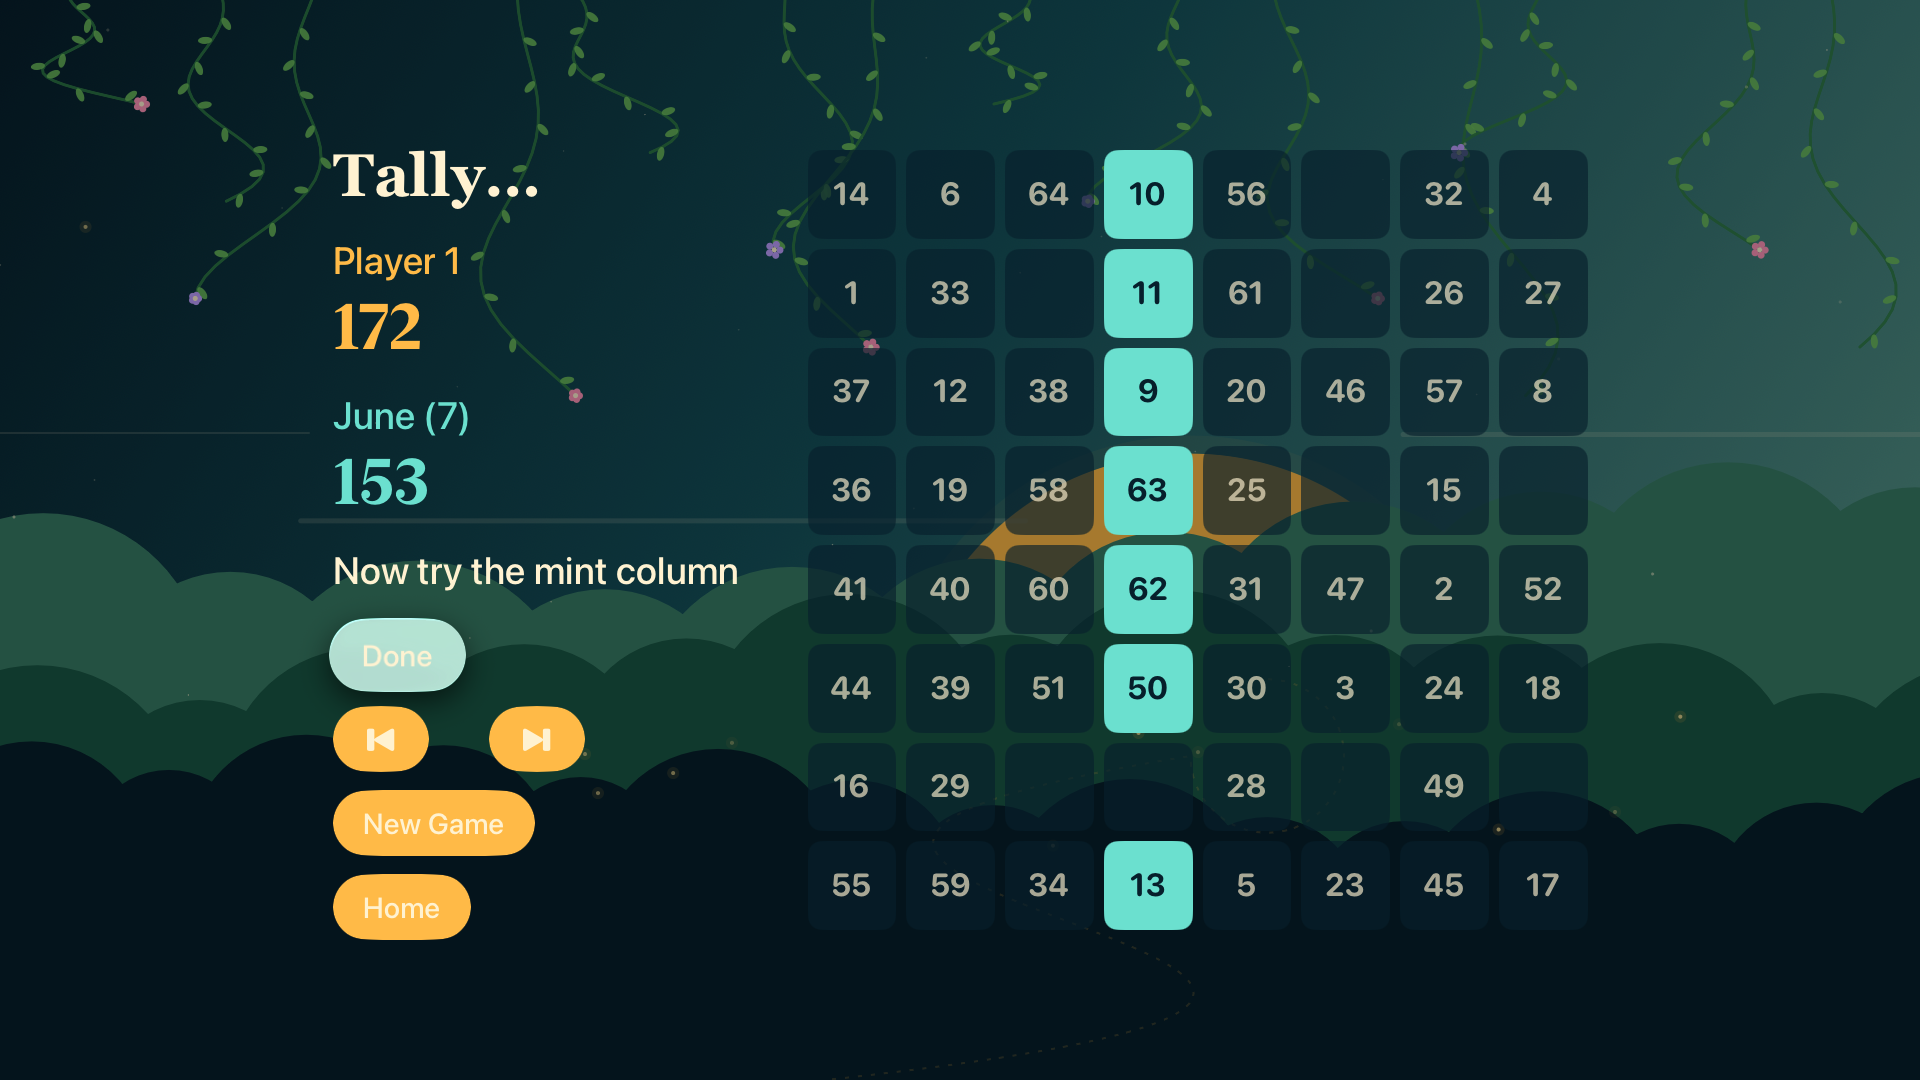 Tally...
Player 1
172
June (7)
153
Now try the mint column
Done
New Game
Home
14 6 64 10 56 32 4
1 33 11 61 26 27
37 12 38 9 20 46 57 8
36 19 58 63 25 15
41 40 60 62 31 47 2 52
44 39 51 50 30 3 24 18
16 29 28 49
55 59 34 13 5 23 45 17